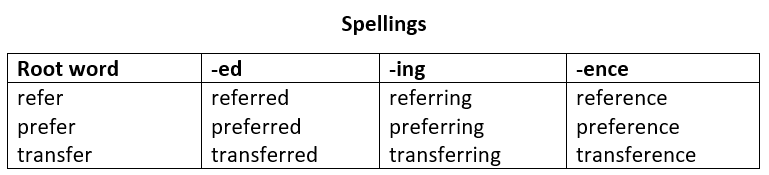 Spellings
Root word -ed -ing -ence
refer referred referring reference
prefer preferred preferring preference
transfer transferred transferring transference